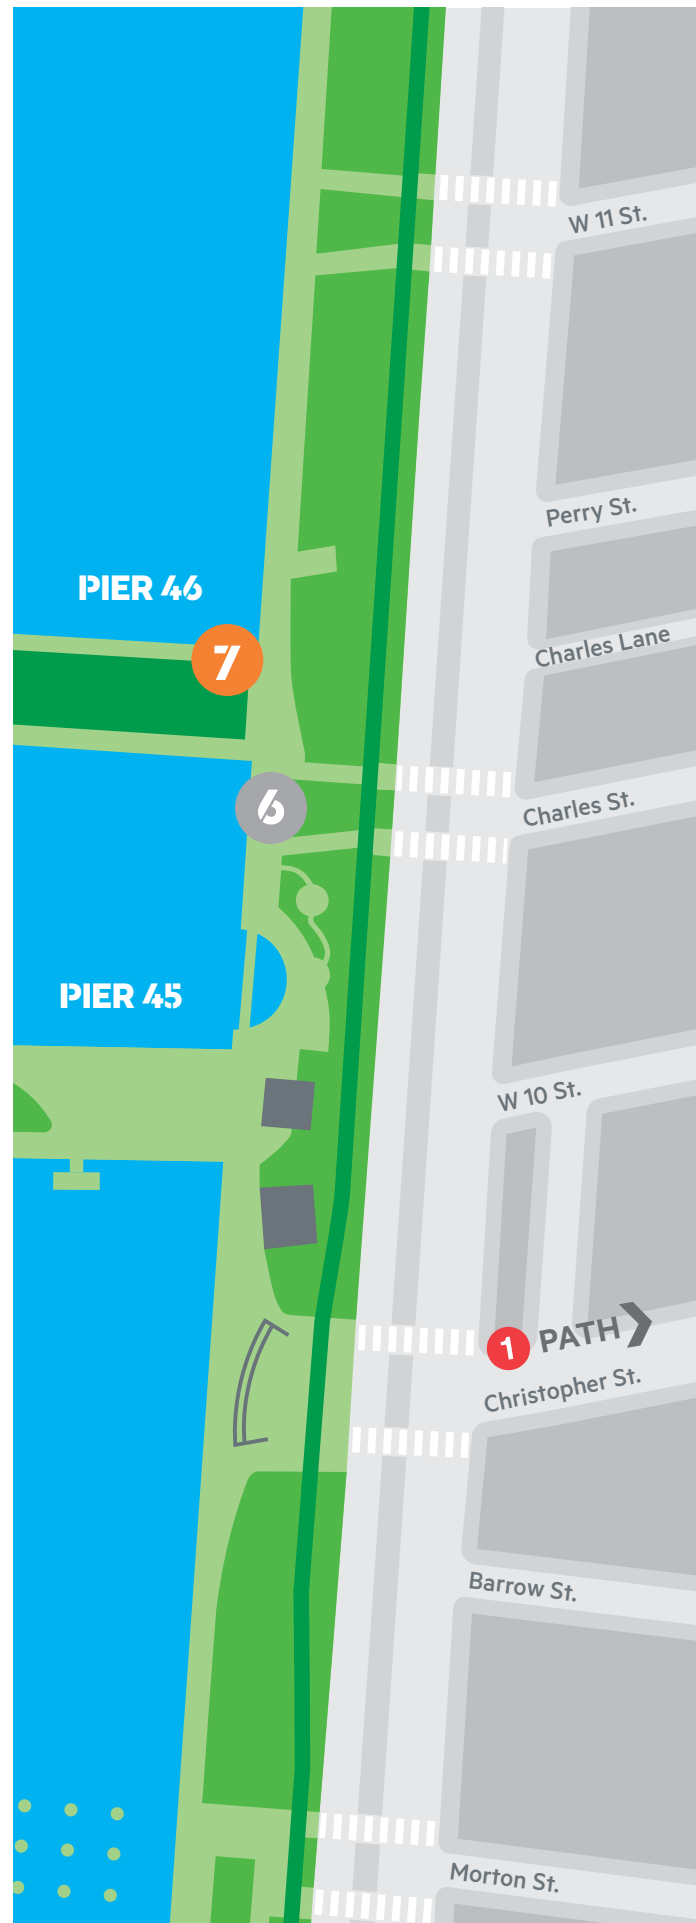 W 11 St.
Perry St.
PIER 46
Charles Lane
7
Charles St.
6
PIER 45
W 10 St.
1 PATH
Christopher St.
Barrow St.
Morton St.